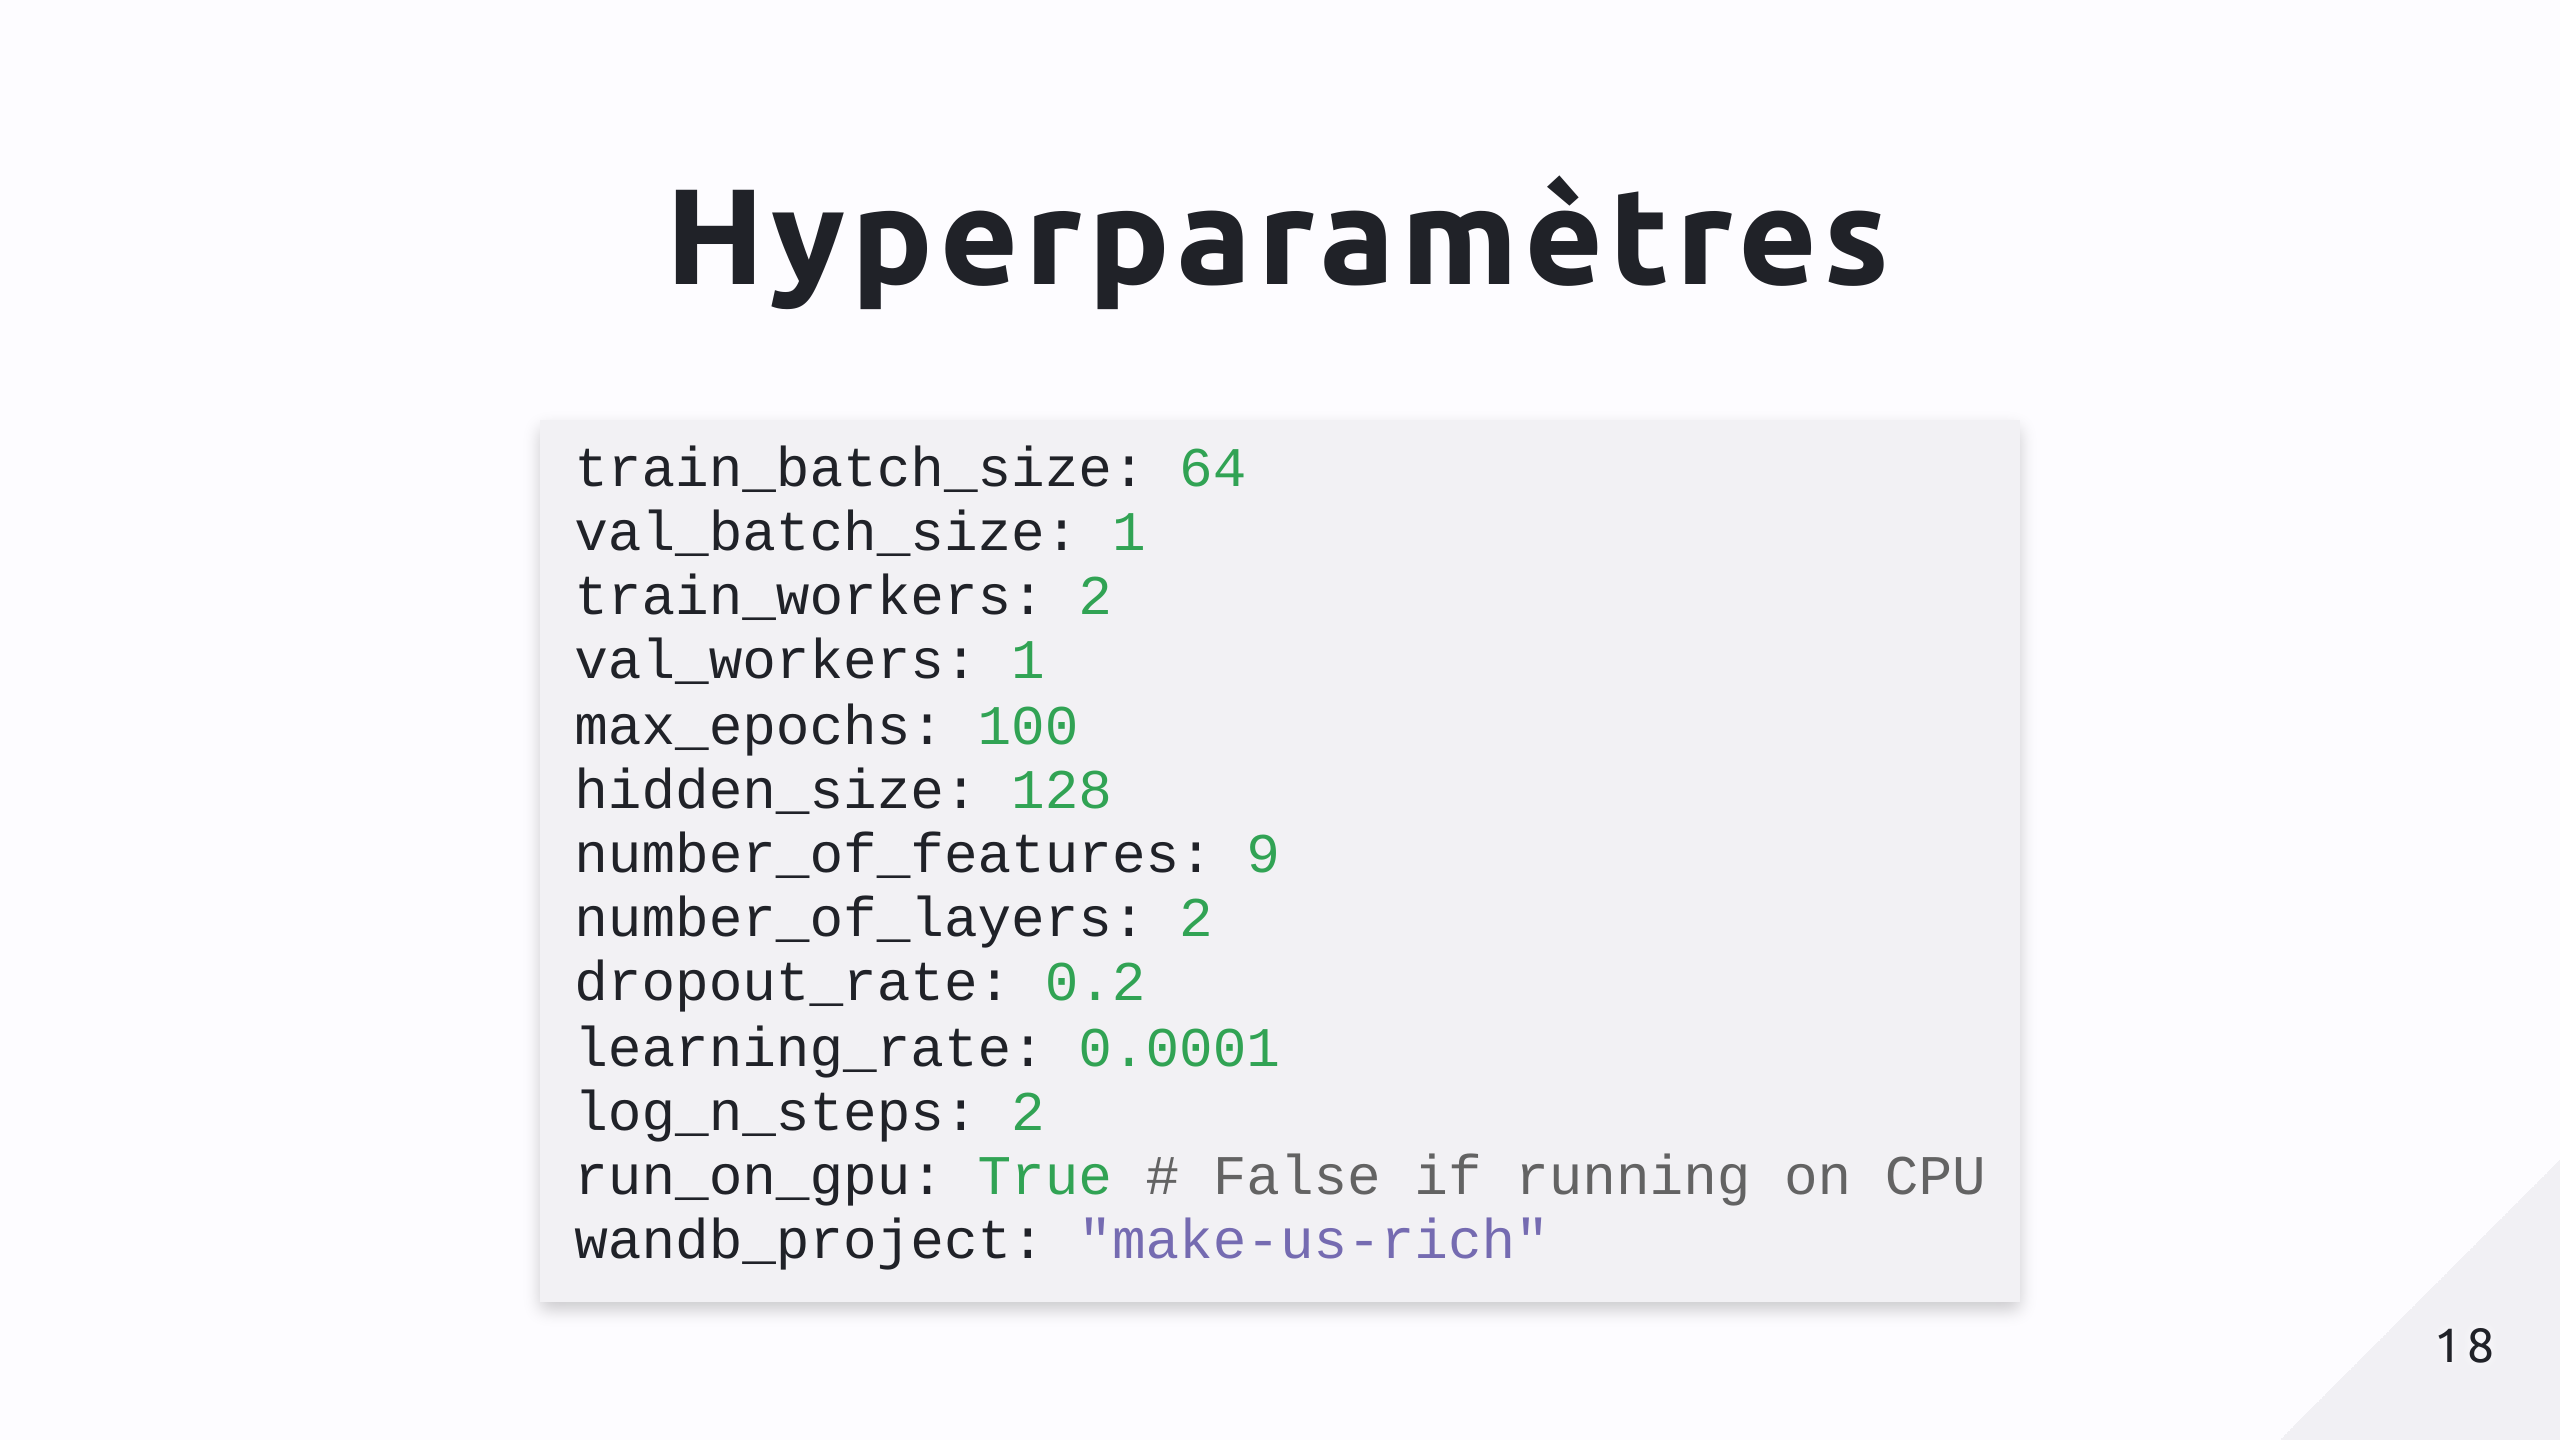 Hyperparamètres
train_batch_size: 64
val_batch_size: 1
train_workers: 2
val_workers: 1
max_epochs: 100
hidden_size: 128
number_of_features: 9
number_of_layers: 2
dropout_rate: 0.2
learning_rate: 0.0001
log_n_steps: 2
run_on_gpu: True # False if running on CPU
wandb_project: "make-us-rich"
18